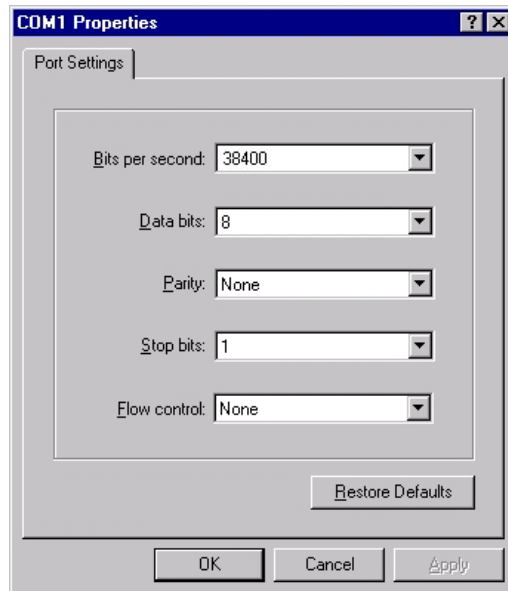 COM1 Properties
Port Settings
Bits per second: 38400
Data bits: 8
Parity: None
Stop bits: 1
Flow control: None
Restore Defaults
OK Cancel Apply